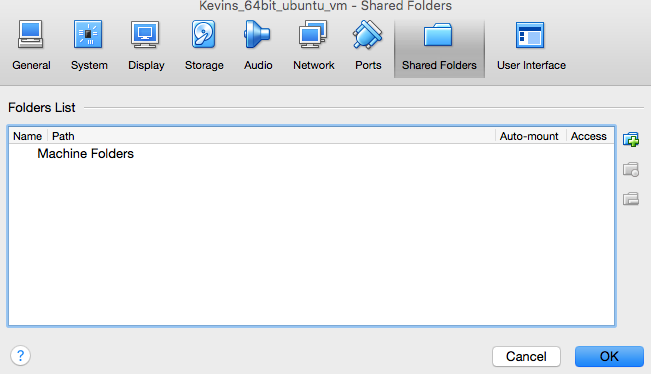 Kevins_64bit_ubuntu_vm - Shared Folders
General System Display Storage Audio Network Ports Shared Folders User Interface
Folders List
Name Path Auto-mount Access
Machine Folders
? Cancel OK